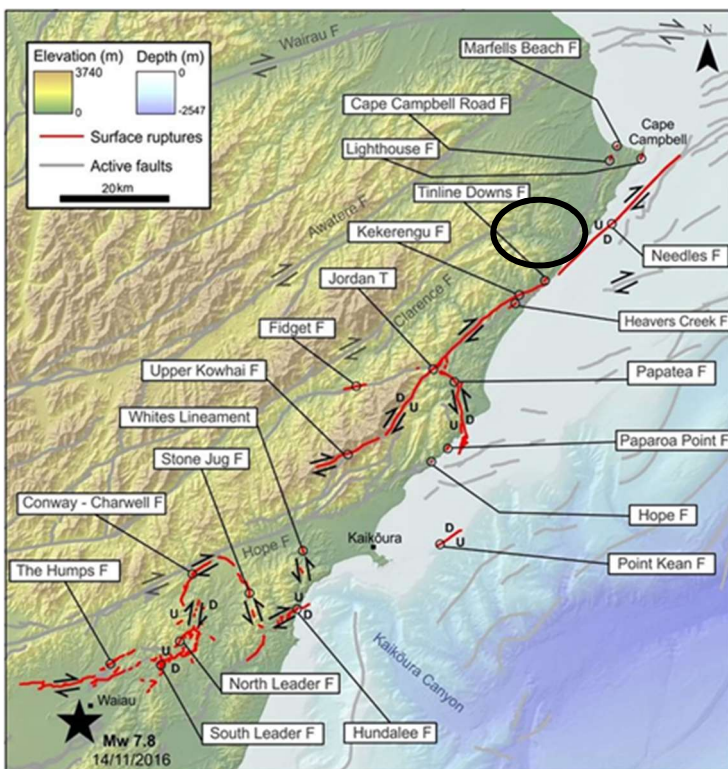 Elevation (m)
3740
0
Depth (m)
0
-2547
Surface ruptures
Active faults
20km
N
Wairau F
Marfells Beach F
Cape Campbell Road F
Cape
Campbell
Lighthouse F
Tinline Downs F
Awatere F
Kekerengu F
U
D
Needles F
Jordan T
Clarence F
Heavers Creek F
Fidget F
Upper Kowhai F
D
U
Papatea F
Whites Lineament
U
D
Stone Jug F
Paparoa Point F
Conway - Charwell F
Hope F
Hope F
Kaikōura
D
U
Point Kean F
The Humps F
U
D
U
D
U
D
Kaikōura Canyon
North Leader F
Waiau
South Leader F
Hundalee F
Mw 7.8
14/11/2016